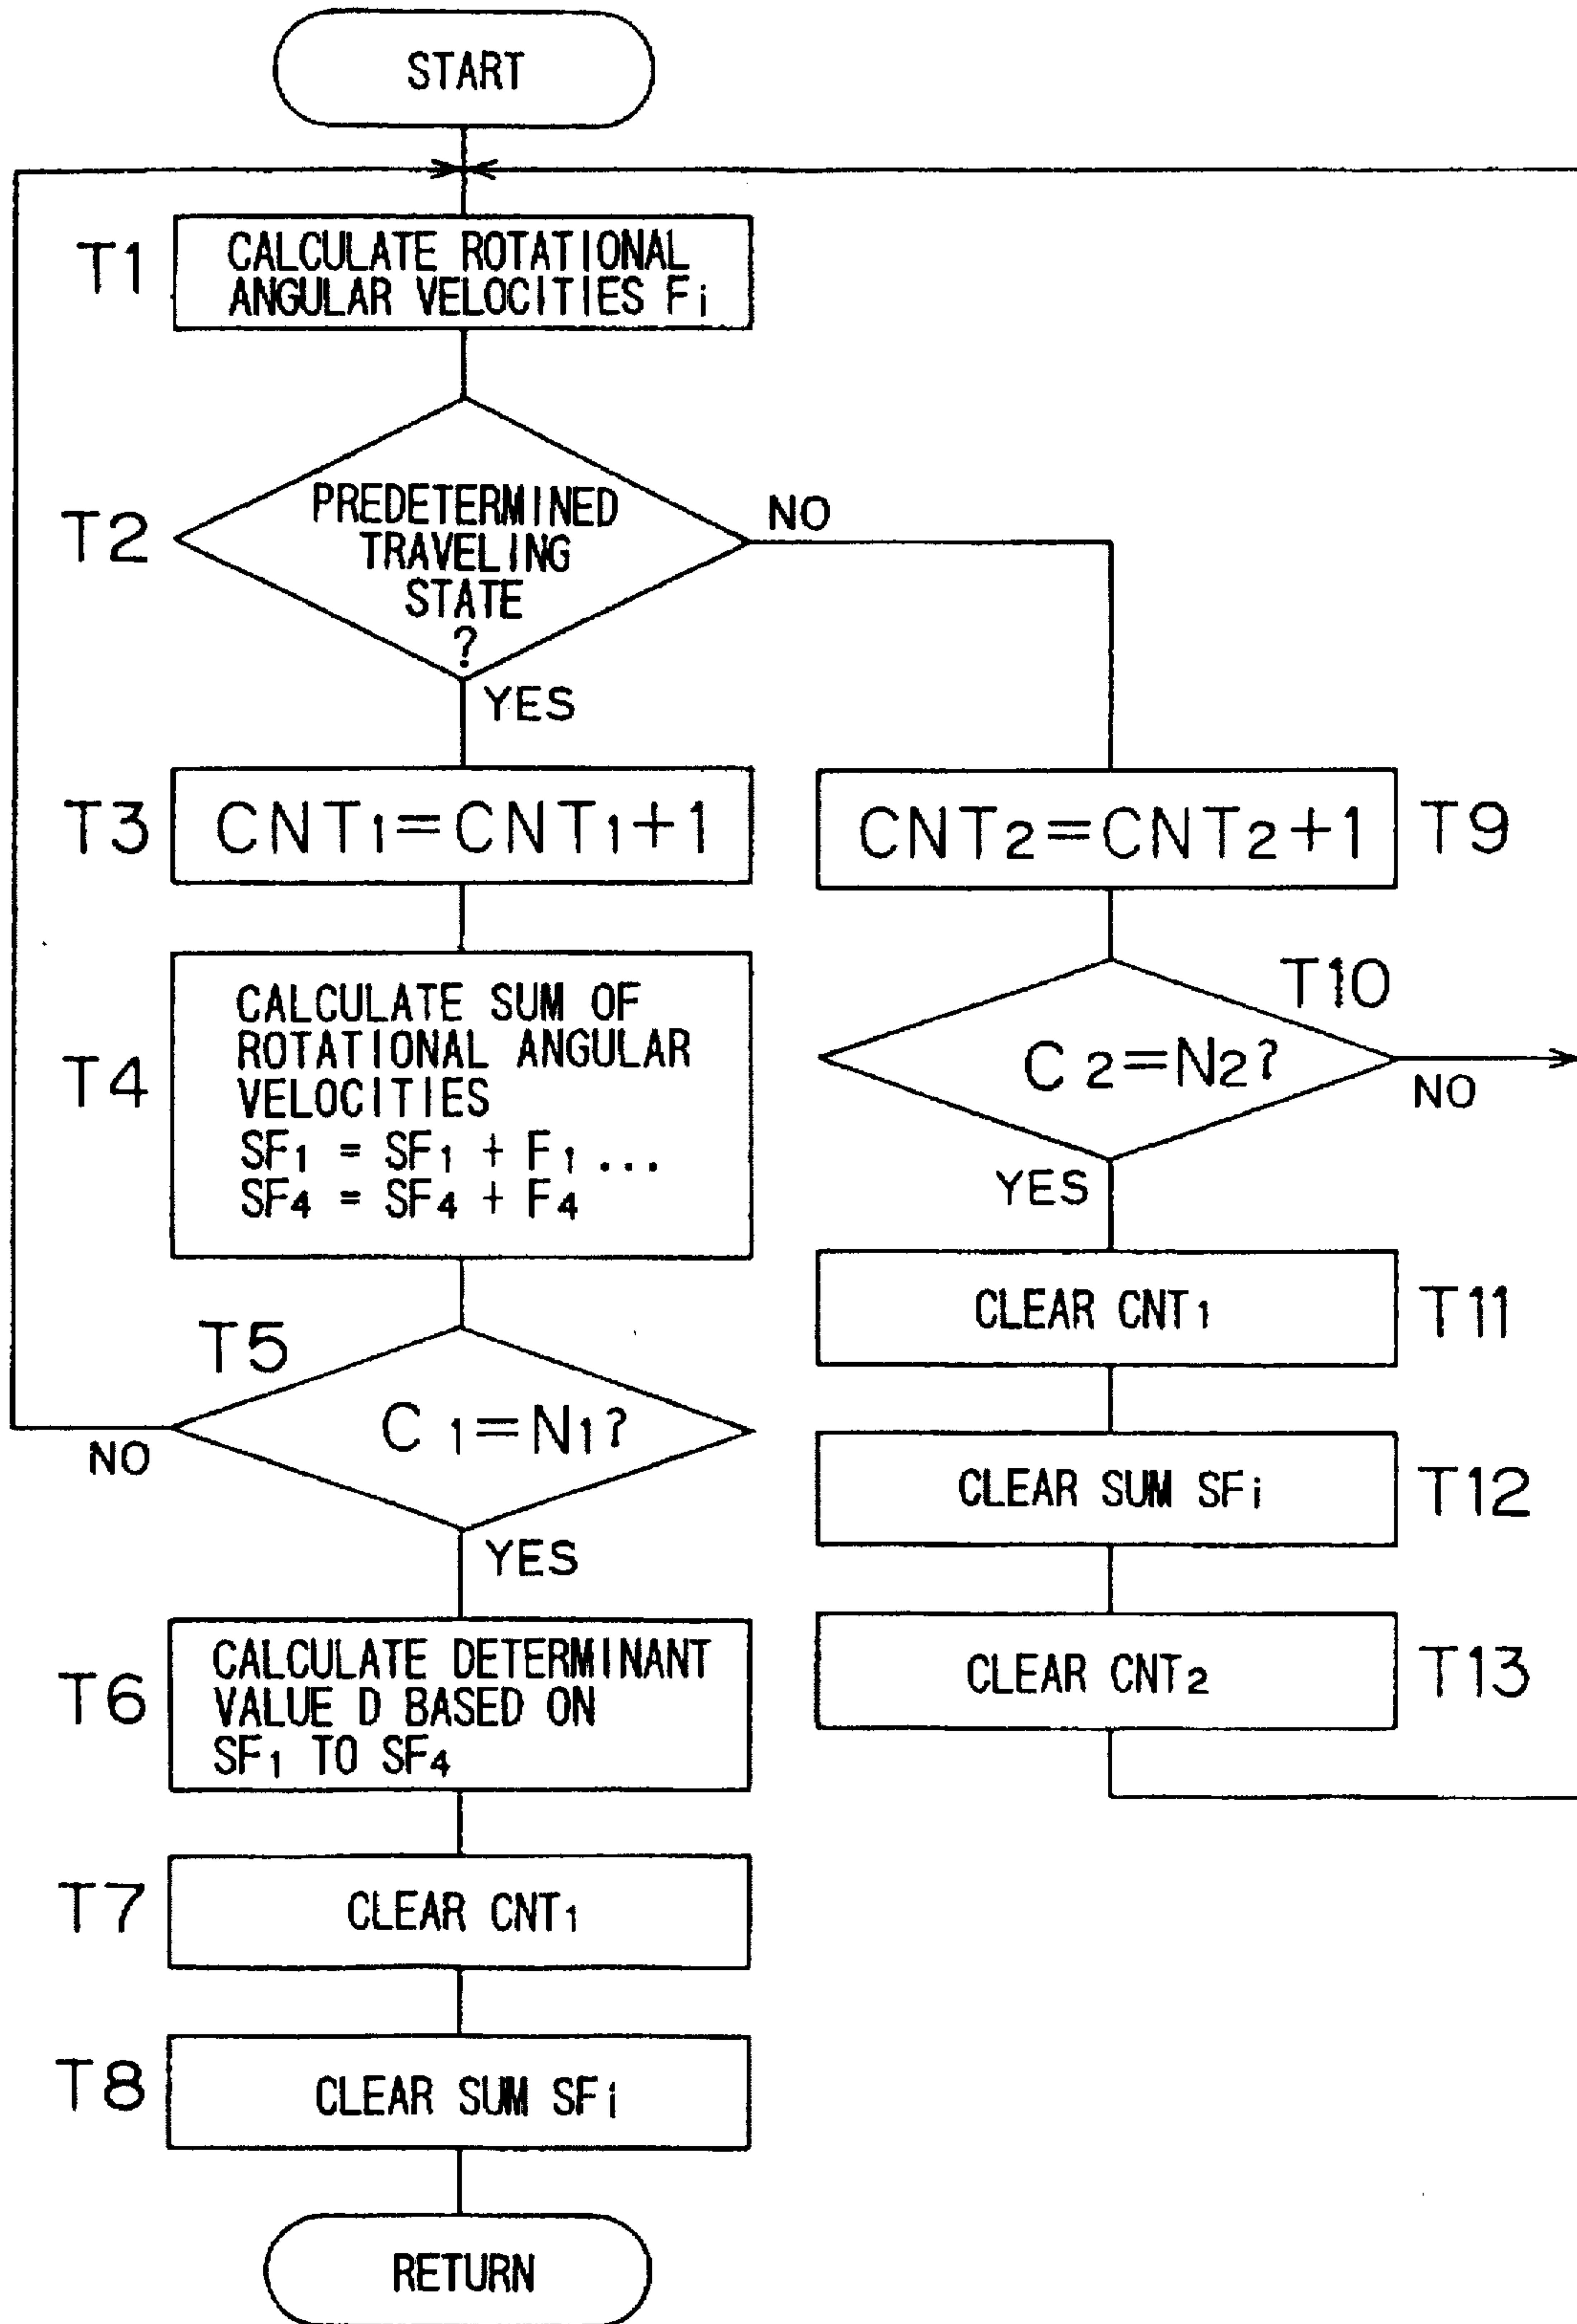 START
T1
CALCULATE ROTATIONAL
ANGULAR VELOCITIES Fi
T2
PREDETERMINED
TRAVELING
STATE
?
NO
YES
T3
CNT1=CNT1+1
T4
CALCULATE SUM OF
ROTATIONAL ANGULAR
VELOCITIES
SF1 = SF1 + F1 ...
SF4 = SF4 + F4
T5
C1=N1?
NO
YES
T6
CALCULATE DETERMINANT
VALUE D BASED ON
SF1 TO SF4
T7
CLEAR CNT1
T8
CLEAR SUM SFi
RETURN
CNT2=CNT2+1
T9
T10
C2=N2?
NO
YES
CLEAR CNT1
T11
CLEAR SUM SFi
T12
CLEAR CNT2
T13